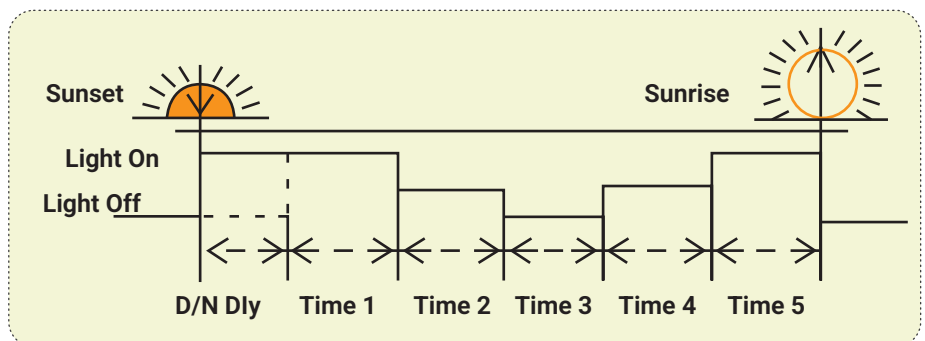 Sunset
Sunrise
Light On
Light Off
D/N Dly Time 1 Time 2 Time 3 Time 4 Time 5